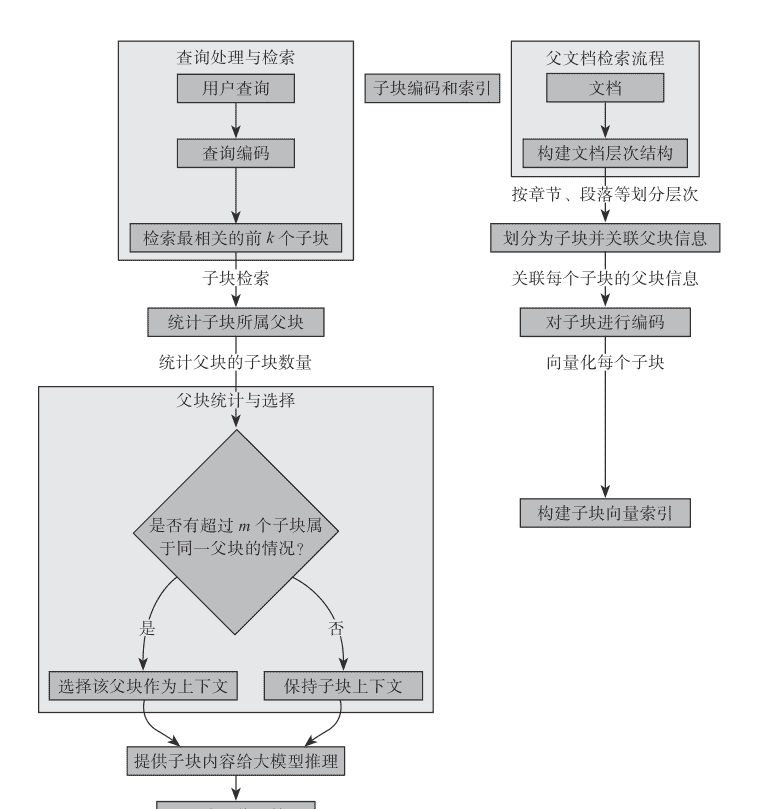 查询处理与检索
用户查询
查询编码
检索最相关的前 k 个子块
子块检索
统计子块所属父块
统计父块的子块数量
父块统计与选择
是否有超过 m 个子块属
于同一父块的情况?
是
否
选择该父块作为上下文
保持子块上下文
提供子块内容给大模型推理
子块编码和索引
父文档检索流程
文档
构建文档层次结构
按章节、段落等划分层次
划分为子块并关联父块信息
关联每个子块的父块信息
对子块进行编码
向量化每个子块
构建子块向量索引